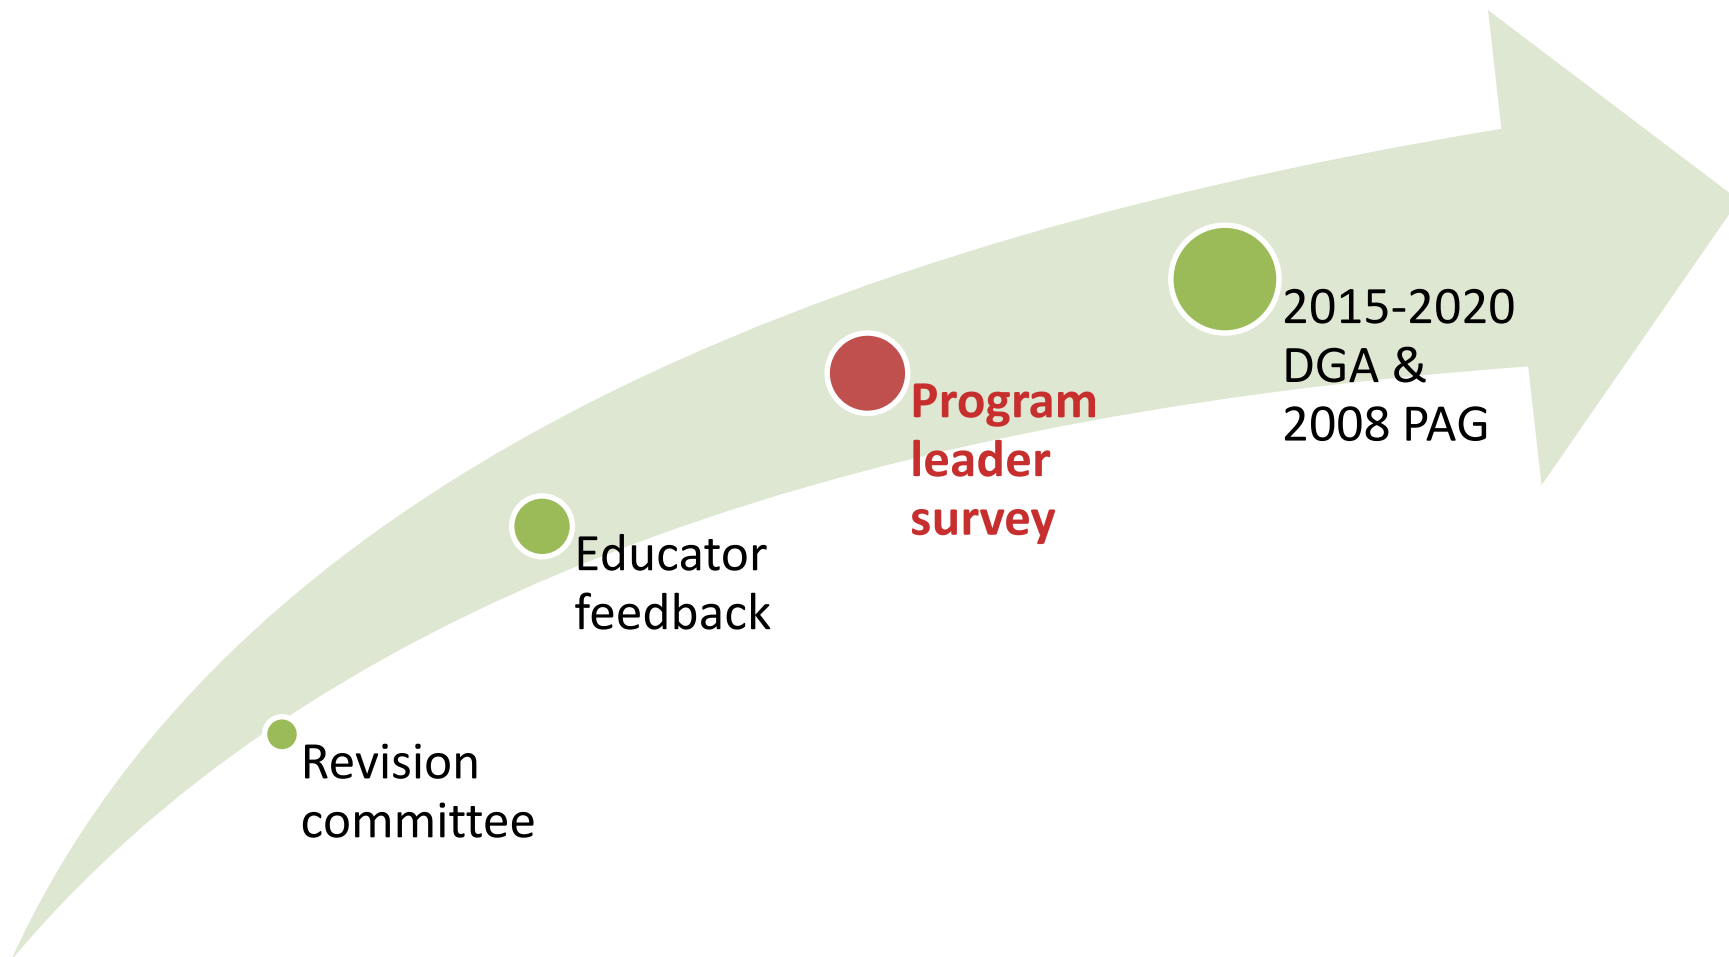 Revision
committee
Educator
feedback
Program
leader
survey
2015-2020
DGA &
2008 PAG